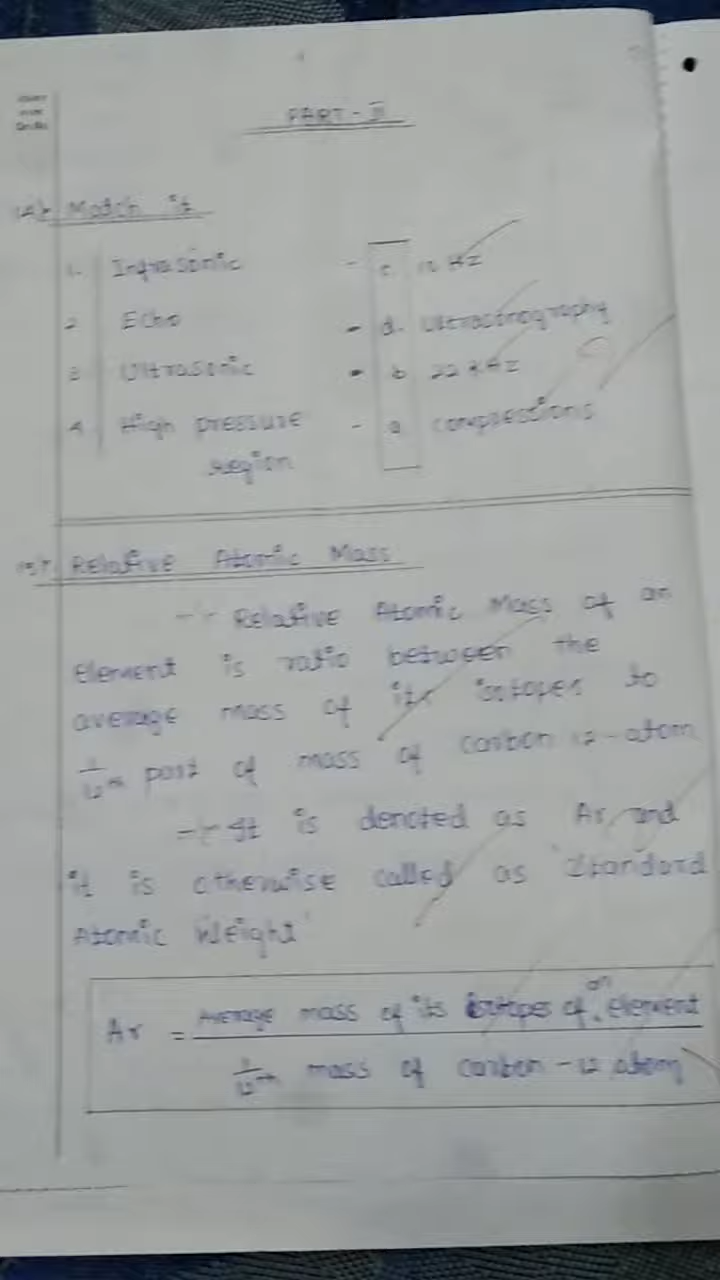 PART - II
14). Match it
1. Infrasonic - c. 10 Hz
2. Echo - d. Ultrasonography
3. Ultrasonic - b. 22 KHz
4. High pressure - a. compressions
region
15). Relative Atomic Mass
Relative Atomic Mass of an
Element is ratio between the
average mass of its isotopes to
1/12th part of mass of carbon 12-atom
It is denoted as Ar and
it is otherwise called as 'Standard
Atomic Weight'
Ar = Average mass of its isotopes of an element
1/12th mass of carbon -12 atom